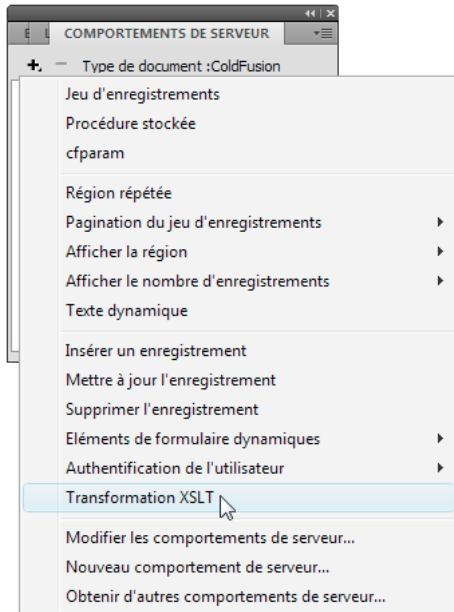 E L COMPORTEMENTS DE SERVEUR
Type de document :ColdFusion
Jeu d'enregistrements
Procédure stockée
cfparam
Région répétée
Pagination du jeu d'enregistrements
Afficher la région
Afficher le nombre d'enregistrements
Texte dynamique
Insérer un enregistrement
Mettre à jour l'enregistrement
Supprimer l'enregistrement
Eléments de formulaire dynamiques
Authentification de l'utilisateur
Transformation XSLT
Modifier les comportements de serveur...
Nouveau comportement de serveur...
Obtenir d'autres comportements de serveur...